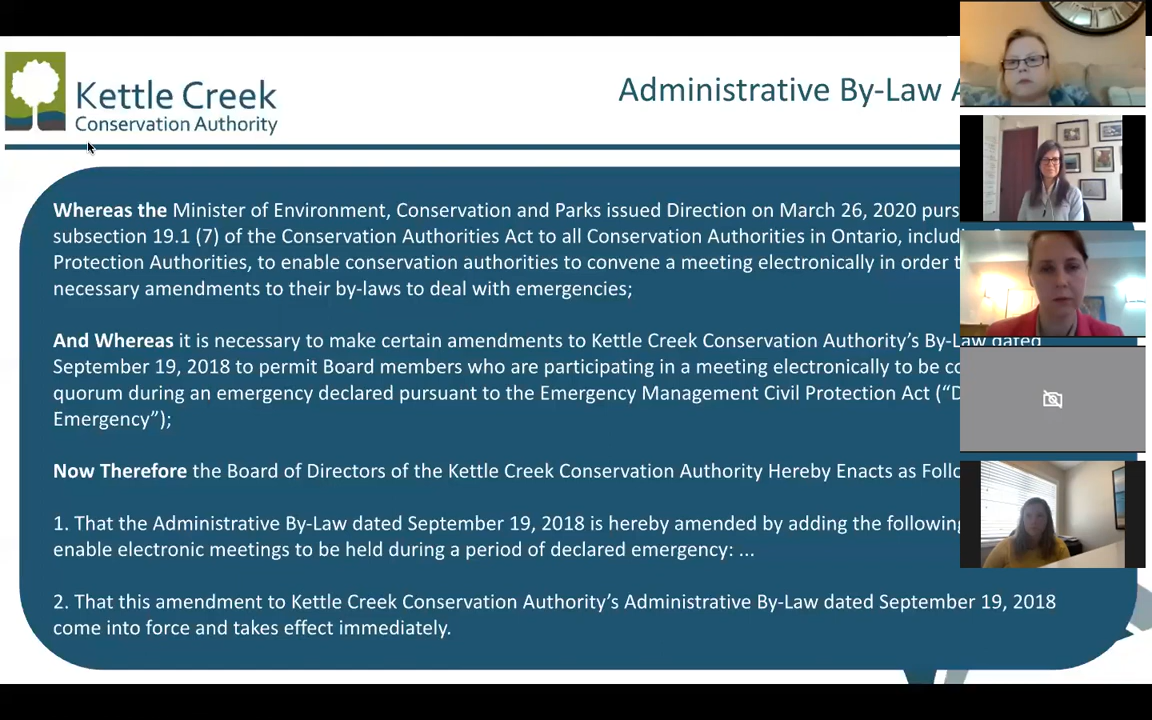 Kettle Creek
Conservation Authority
Administrative By-Law
Whereas the Minister of Environment, Conservation and Parks issued Direction on March 26, 2020
subsection 19.1 (7) of the Conservation Authorities Act to all Conservation Authorities in Ontario,
Protection Authorities, to enable conservation authorities to convene a meeting electronically in order
necessary amendments to their by-laws to deal with emergencies;
And Whereas it is necessary to make certain amendments to Kettle Creek Conservation Authority's By-Law dated
September 19, 2018 to permit Board members who are participating in a meeting electronically to be
quorum during an emergency declared pursuant to the Emergency Management Civil Protection Act
Emergency");
Now Therefore the Board of Directors of the Kettle Creek Conservation Authority Hereby Enacts as
1. That the Administrative By-Law dated September 19, 2018 is hereby amended by adding the following
enable electronic meetings to be held during a period of declared emergency: ...
2. That this amendment to Kettle Creek Conservation Authority's Administrative By-Law dated September 19, 2018
come into force and takes effect immediately.